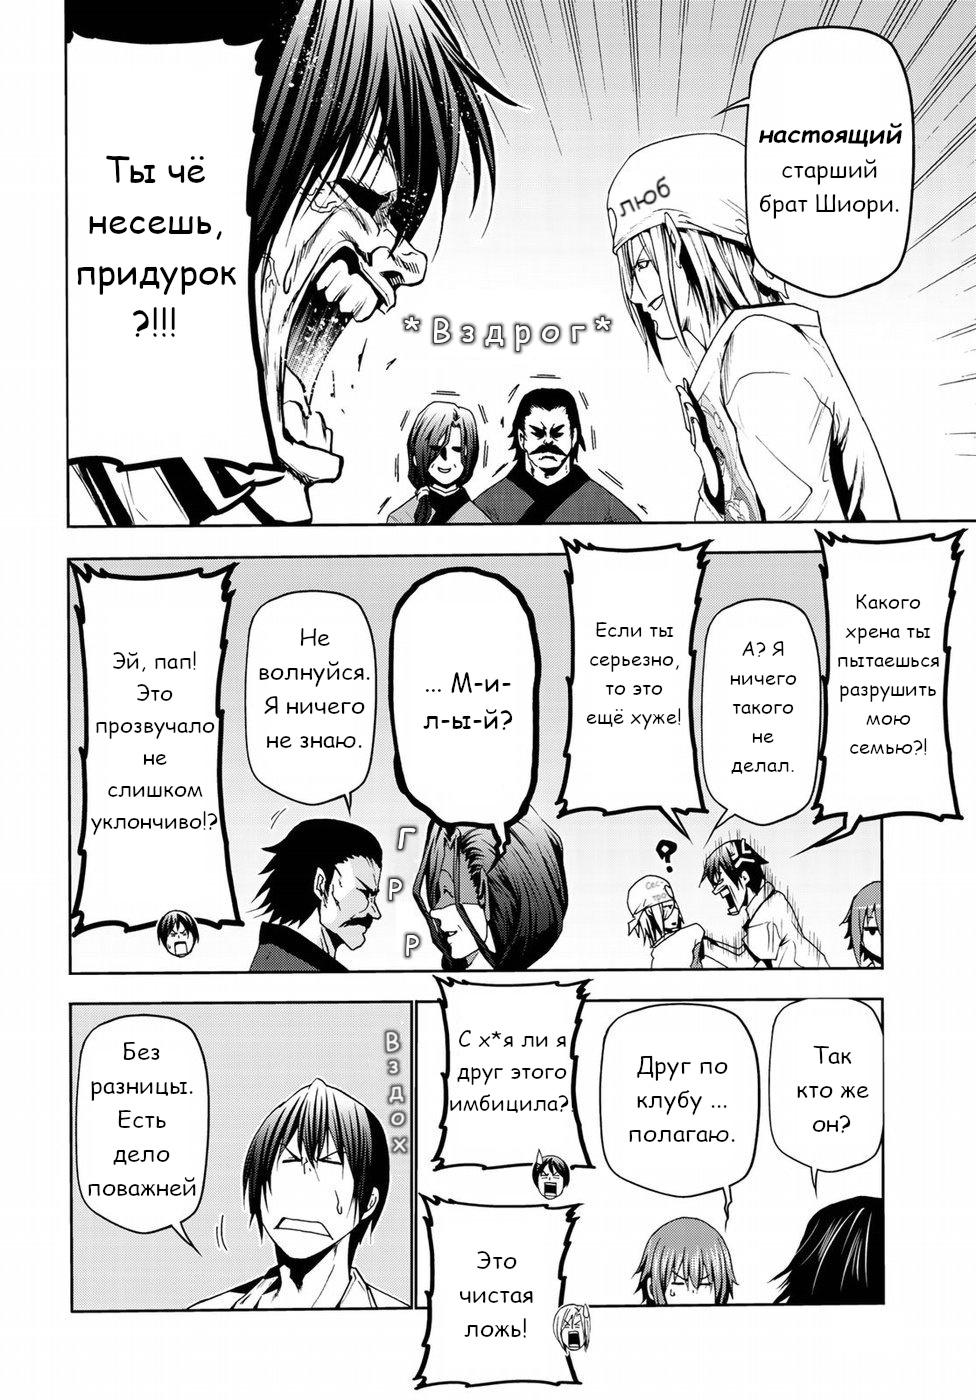 настоящий
старший
брат Шиори.
люб
Ты чё
несешь,
придурок
?!!!
*Вздрог*
Какого
хрена ты
пытаешься
разрушить
мою
семью?!
А? Я
ничего
такого
не
делал.
Если ты
серьезно,
то это
ещё хуже!
?
... М-и-
л-ы-й?
Г
Р
Р
Не
волнуйся.
Я ничего
не знаю.
Эй, пап!
Это
прозвучало
не
слишком
уклончиво!?
Так
кто же
он?
Друг по
клубу ...
полагаю.
С х*я ли я
друг этого
имбицила?
Это
чистая
ложь!
Вздох
Без
разницы.
Есть
дело
поважней